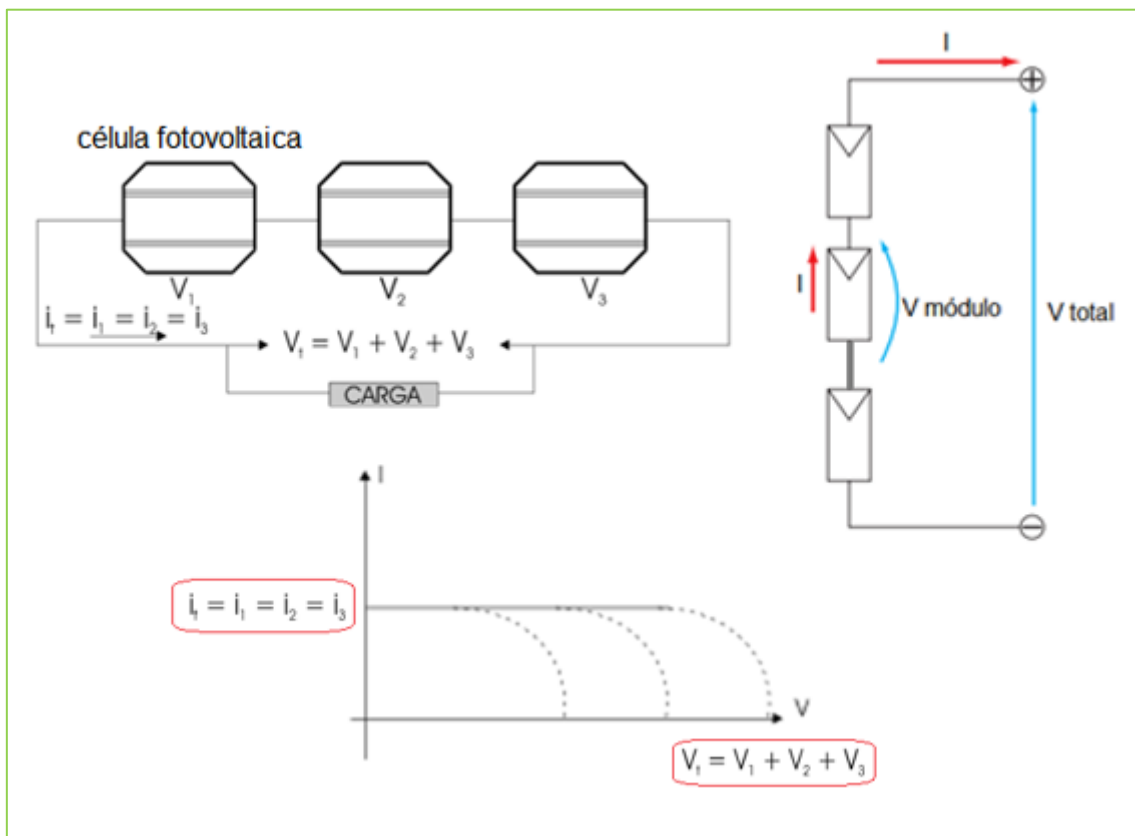 célula fotovoltaica
V₁
V₂
V₃
iₜ = i₁ = i₂ = i₃
Vₜ = V₁ + V₂ + V₃
CARGA
I
+
I
V módulo
V total
−
I
iₜ = i₁ = i₂ = i₃
V
Vₜ = V₁ + V₂ + V₃